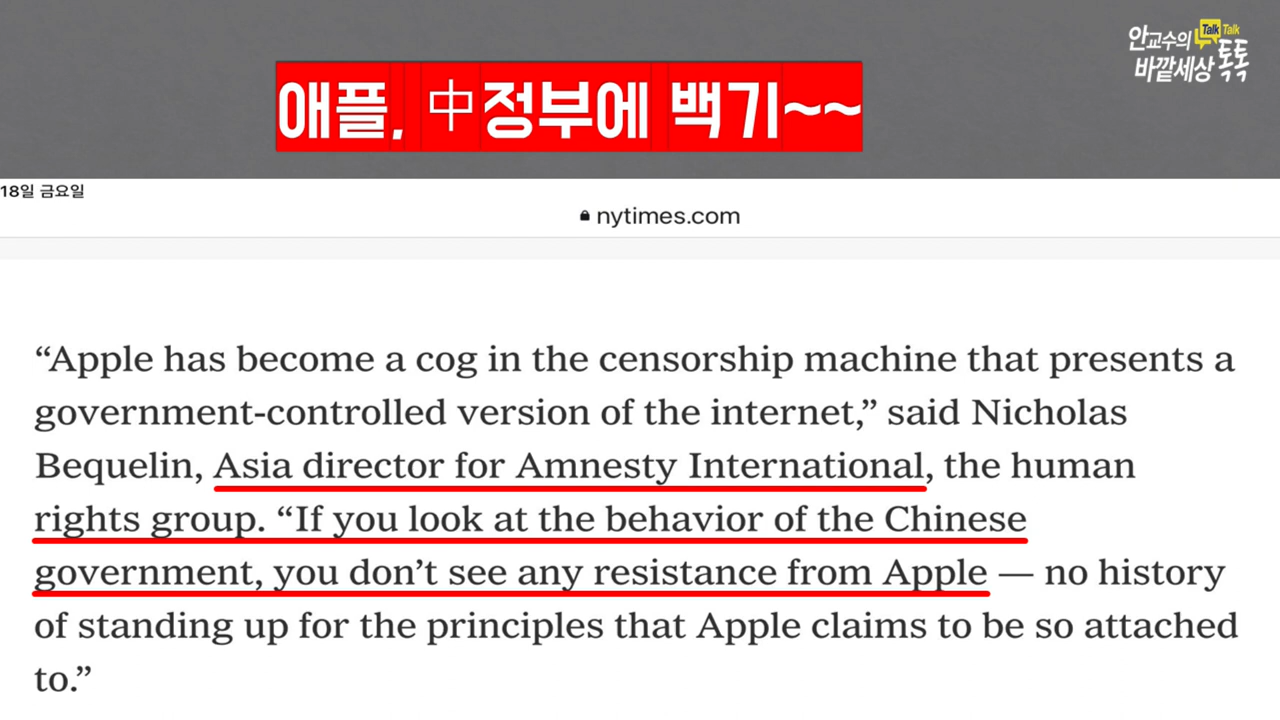 안교수의 Talk Talk
바깥세상 톡톡
애플, 中정부에 백기~~
18일 금요일
nytimes.com
“Apple has become a cog in the censorship machine that presents a
government-controlled version of the internet,” said Nicholas
Bequelin, Asia director for Amnesty International, the human
rights group. “If you look at the behavior of the Chinese
government, you don’t see any resistance from Apple — no history
of standing up for the principles that Apple claims to be so attached
to.”